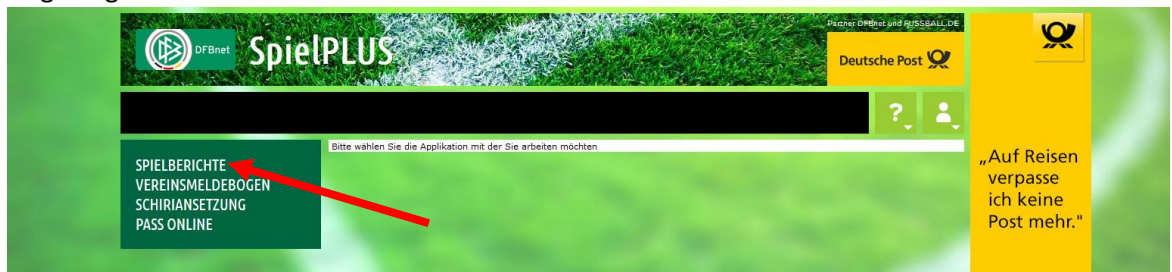 DFBnet
SpielPLUS
Partner DFBnet und FUSSBALL.DE
Deutsche Post
?
SPIELBERICHTE
VEREINSMELDEBOGEN
SCHIRIANSETZUNG
PASS ONLINE
Bitte wählen Sie die Applikation mit der Sie arbeiten möchten
„Auf Reisen
verpasse
ich keine
Post mehr."